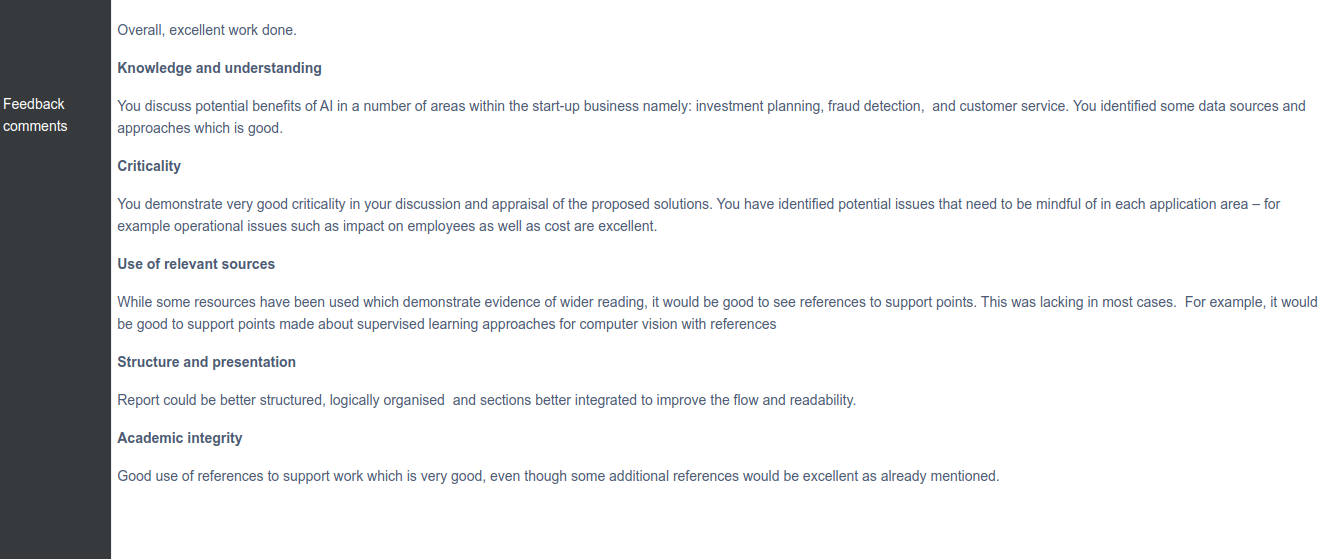 Overall, excellent work done.
Knowledge and understanding
Feedback
comments
You discuss potential benefits of AI in a number of areas within the start-up business namely: investment planning, fraud detection,  and customer service. You identified some data sources and
approaches which is good.
Criticality
You demonstrate very good criticality in your discussion and appraisal of the proposed solutions. You have identified potential issues that need to be mindful of in each application area – for
example operational issues such as impact on employees as well as cost are excellent.
Use of relevant sources
While some resources have been used which demonstrate evidence of wider reading, it would be good to see references to support points. This was lacking in most cases.  For example, it would
be good to support points made about supervised learning approaches for computer vision with references
Structure and presentation
Report could be better structured, logically organised  and sections better integrated to improve the flow and readability.
Academic integrity
Good use of references to support work which is very good, even though some additional references would be excellent as already mentioned.